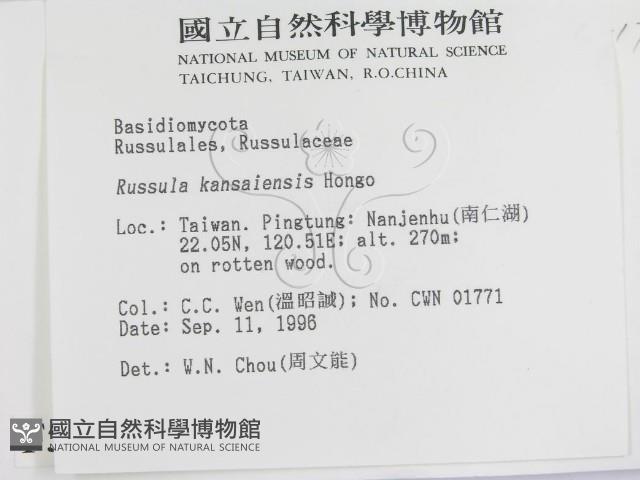 國立自然科學博物館
NATIONAL MUSEUM OF NATURAL SCIENCE
TAICHUNG, TAIWAN, R.O.CHINA
Basidiomycota
Russulales, Russulaceae
Russula kansaiensis Hongo
Loc.: Taiwan. Pingtung: Nanjenhu(南仁湖)
22.05N, 120.51E; alt. 270m;
on rotten wood.
Col.: C.C. Wen(溫昭誠); No. CWN 01771
Date: Sep. 11, 1996
Det.: W.N. Chou(周文能)
國立自然科學博物館
NATIONAL MUSEUM OF NATURAL SCIENCE